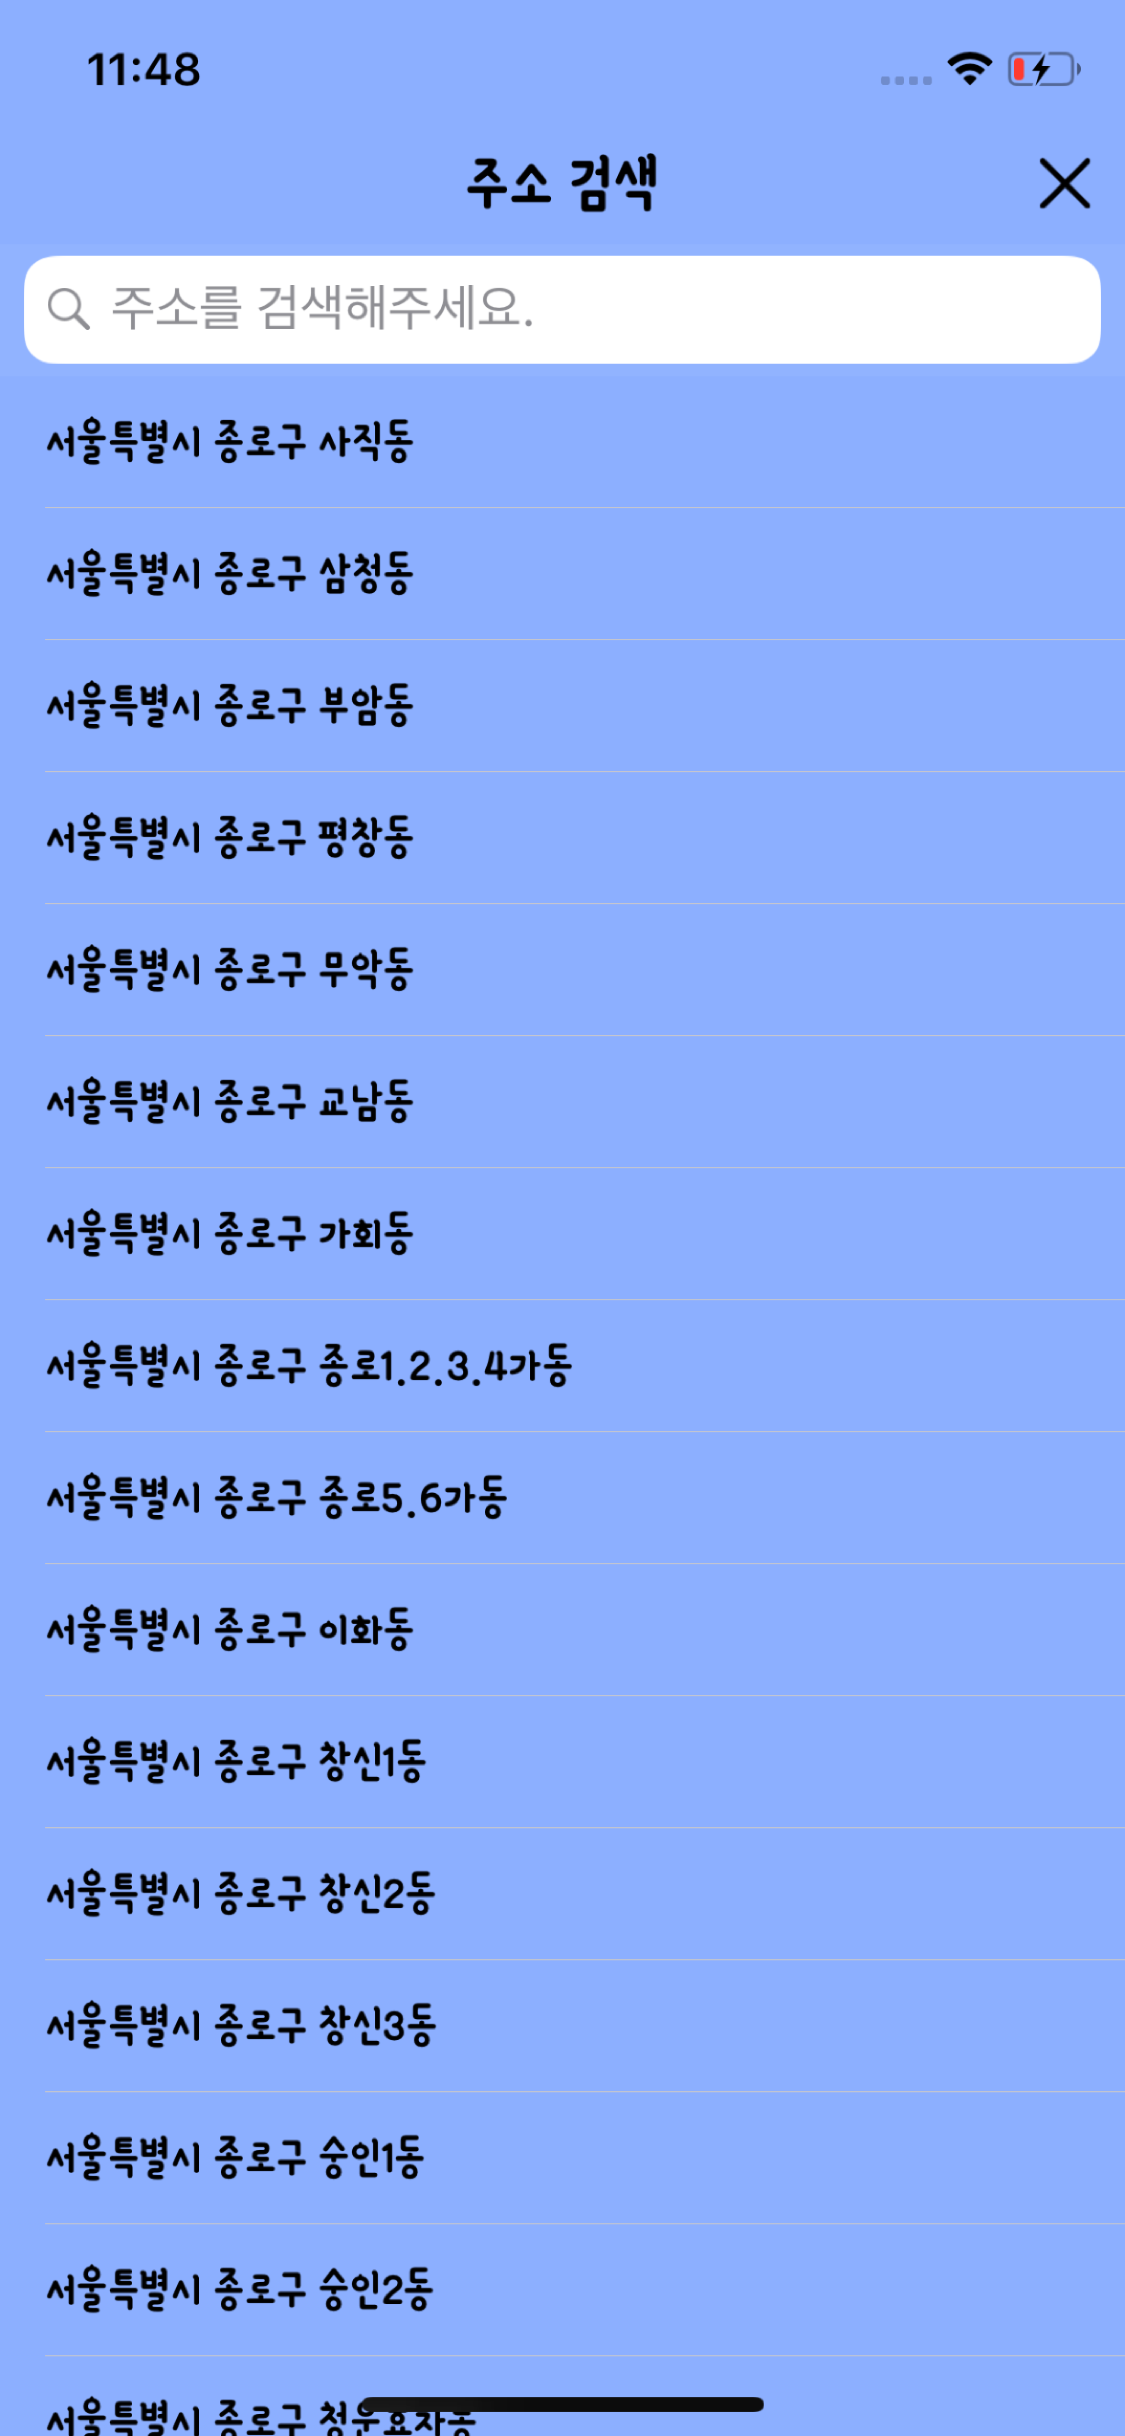 11:48
주소 검색
주소를 검색해주세요.
서울특별시 종로구 사직동
서울특별시 종로구 삼청동
서울특별시 종로구 부암동
서울특별시 종로구 평창동
서울특별시 종로구 무악동
서울특별시 종로구 교남동
서울특별시 종로구 가회동
서울특별시 종로구 종로1.2.3.4가동
서울특별시 종로구 종로5.6가동
서울특별시 종로구 이화동
서울특별시 종로구 창신1동
서울특별시 종로구 창신2동
서울특별시 종로구 창신3동
서울특별시 종로구 숭인1동
서울특별시 종로구 숭인2동
서울특별시 종로구 청운효자동